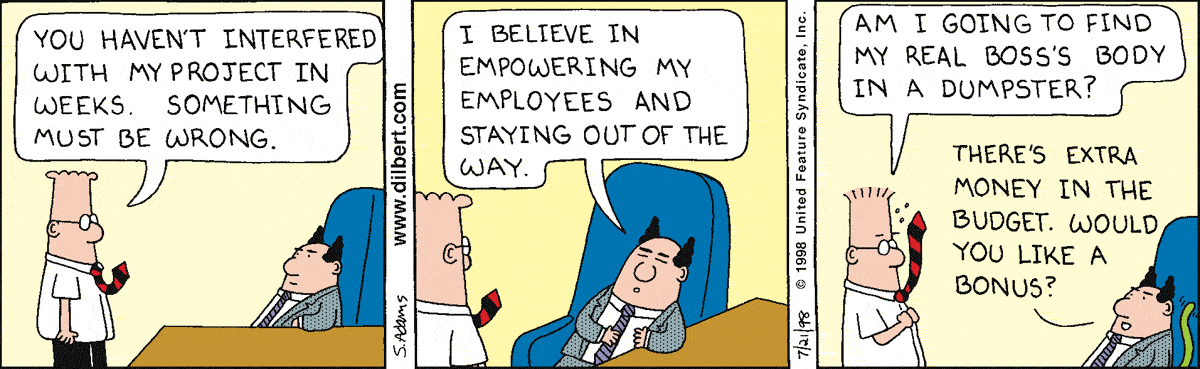 YOU HAVEN'T INTERFERED
WITH MY PROJECT IN
WEEKS. SOMETHING
MUST BE WRONG.
www.dilbert.com
S. Adams
I BELIEVE IN
EMPOWERING MY
EMPLOYEES AND
STAYING OUT OF THE
WAY.
7/21/98 © 1998 United Feature Syndicate, Inc.
AM I GOING TO FIND
MY REAL BOSS'S BODY
IN A DUMPSTER?
THERE'S EXTRA
MONEY IN THE
BUDGET. WOULD
YOU LIKE A
BONUS?